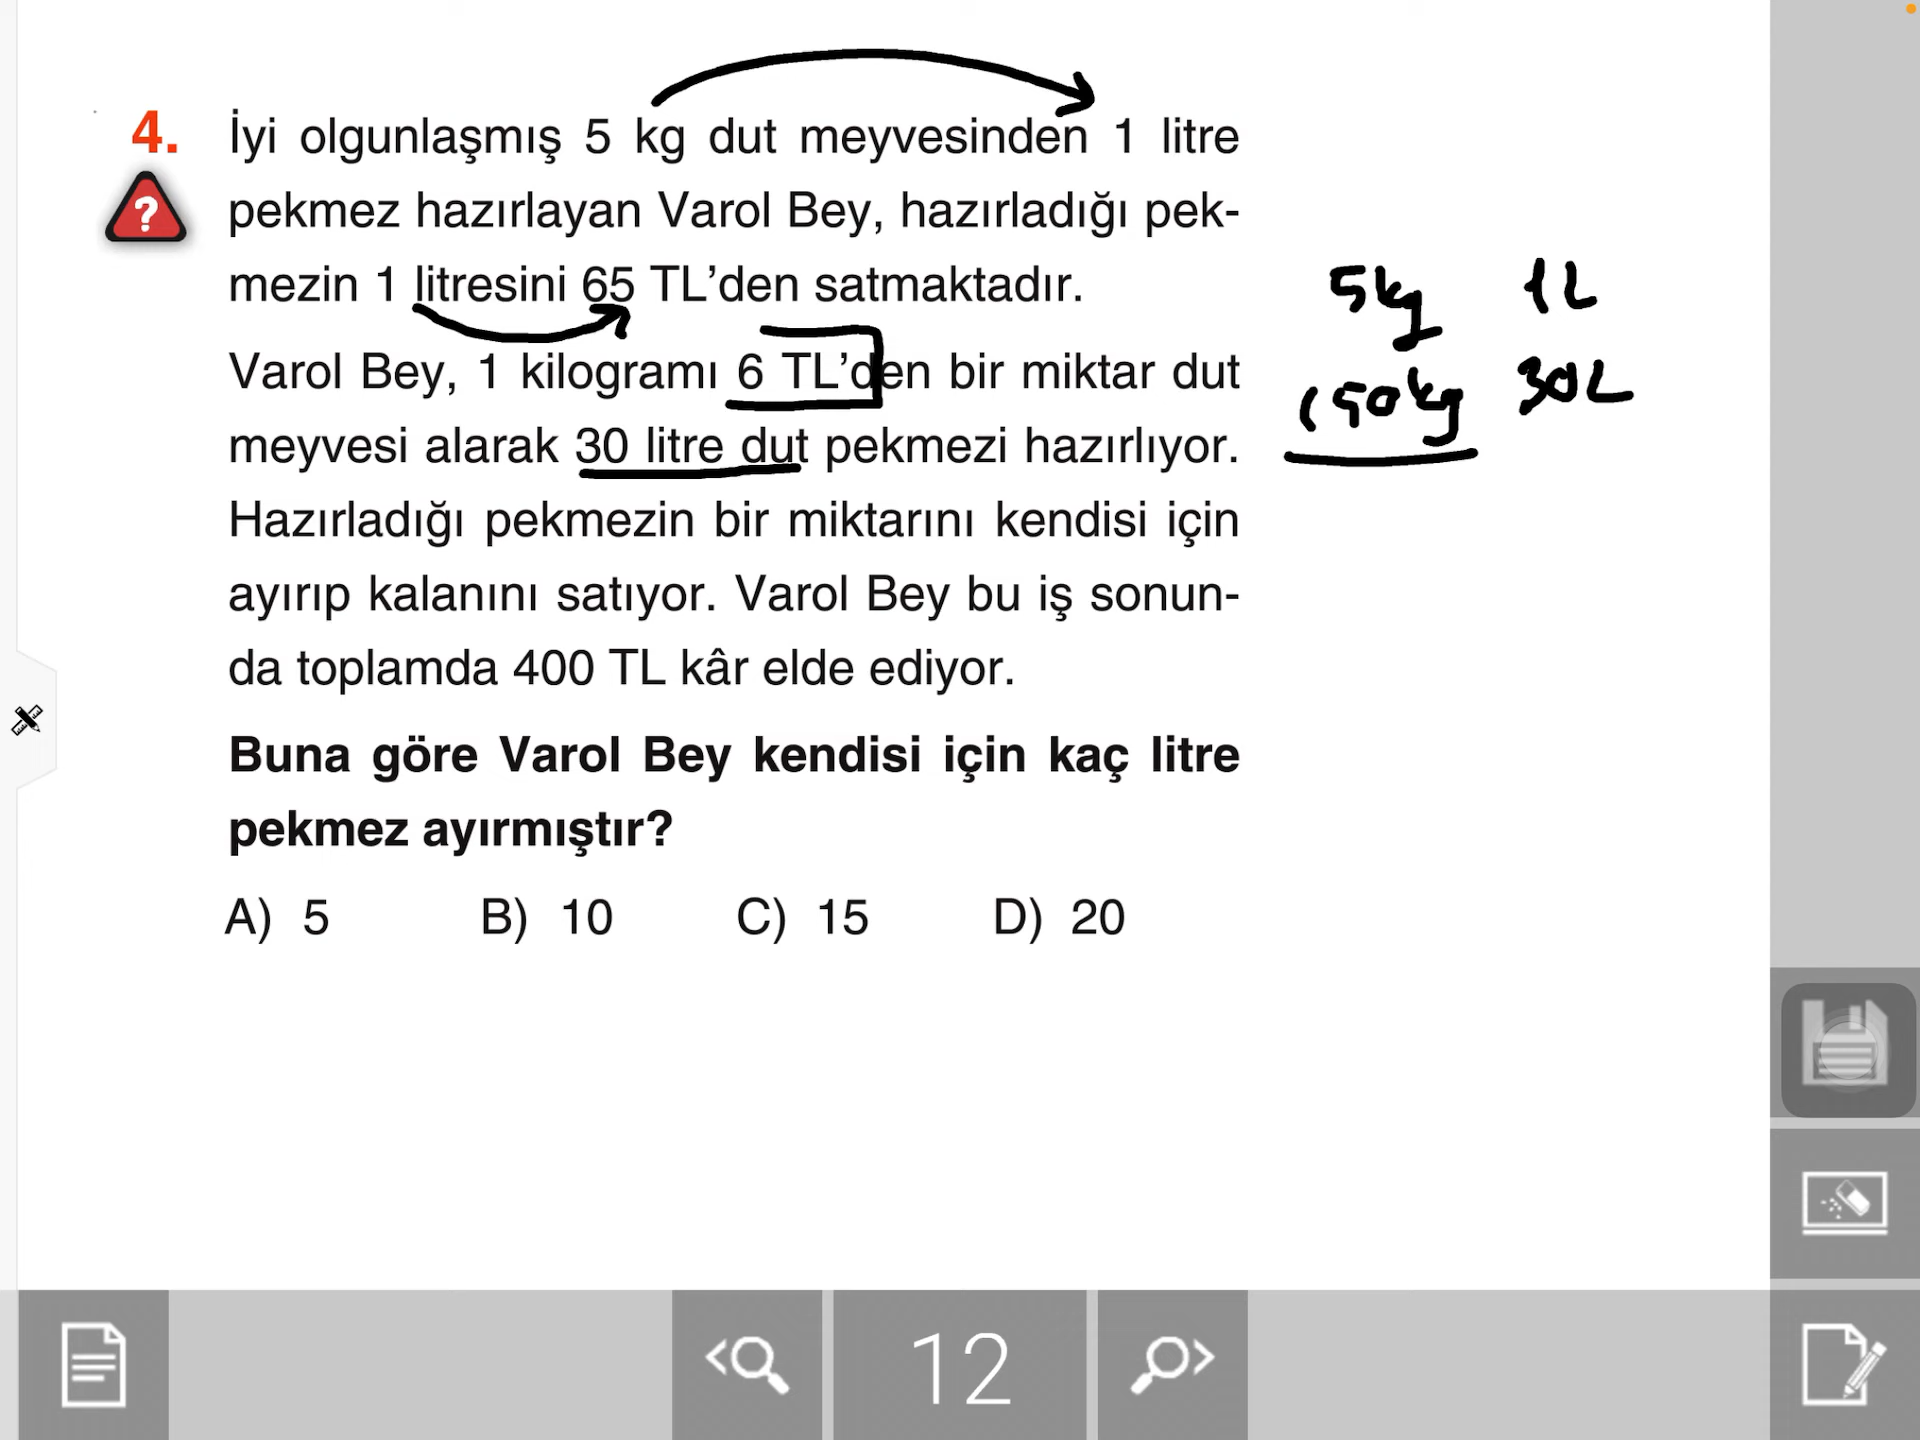 4. İyi olgunlaşmış 5 kg dut meyvesinden 1 litre
pekmez hazırlayan Varol Bey, hazırladığı pek-
mezin 1 litresini 65 TL’den satmaktadır.
Varol Bey, 1 kilogramı 6 TL’den bir miktar dut
meyvesi alarak 30 litre dut pekmezi hazırlıyor.
Hazırladığı pekmezin bir miktarını kendisi için
ayırıp kalanını satıyor. Varol Bey bu iş sonun-
da toplamda 400 TL kâr elde ediyor.
Buna göre Varol Bey kendisi için kaç litre
pekmez ayırmıştır?
A) 5 B) 10 C) 15 D) 20
5kg 1L
150kg 30L
12